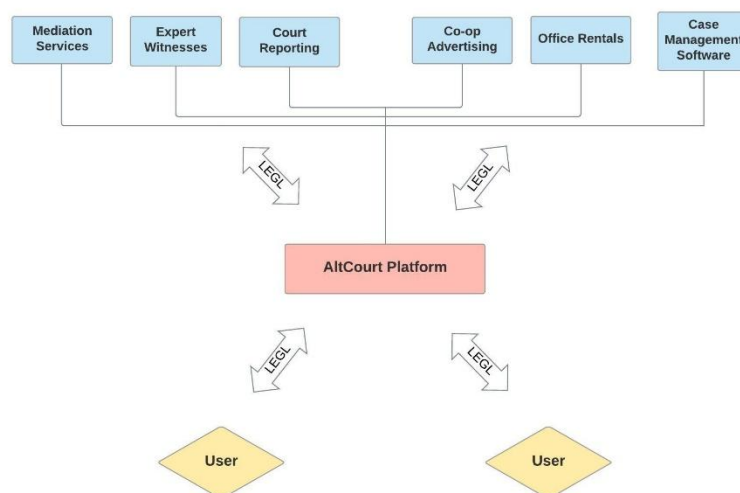 Mediation
Services
Expert
Witnesses
Court
Reporting
Co-op
Advertising
Office Rentals
Case
Management
Software
LEGL
LEGL
AltCourt Platform
LEGL
LEGL
User
User